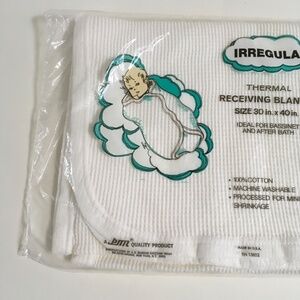 IRREGULA
THERMAL
RECEIVING BLAN
SIZE 30 in. x 40 in.
IDEAL FOR BASSINE
AND AFTER BATH
• 100% COTTON
• MACHINE WASHABLE
• PROCESSED FOR MINI
SHRINKAGE
A QUALITY PRODUCT
MADE IN U.S.A.